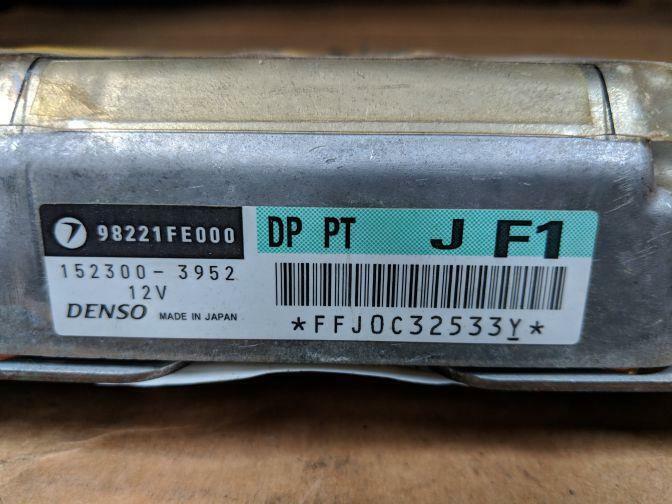 98221FE000
DP PT J F1
152300-3952
12V
DENSO MADE IN JAPAN
*FFJ0C32533Y*